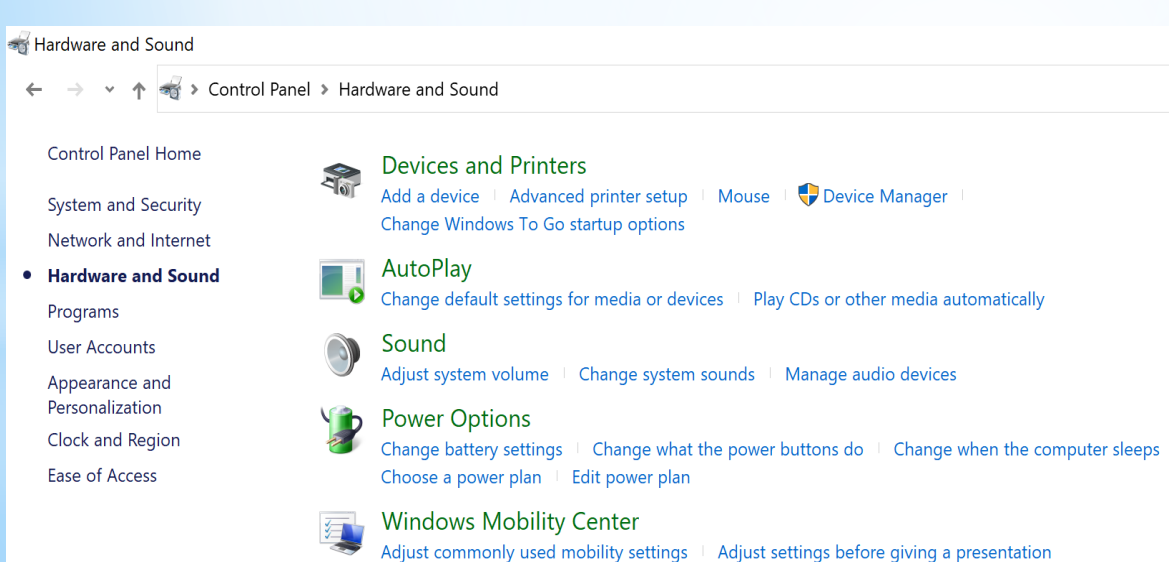 Hardware and Sound
Control Panel > Hardware and Sound
Control Panel Home
System and Security
Network and Internet
Hardware and Sound
Programs
User Accounts
Appearance and
Personalization
Clock and Region
Ease of Access
Devices and Printers
Add a device | Advanced printer setup | Mouse | Device Manager |
Change Windows To Go startup options
AutoPlay
Change default settings for media or devices | Play CDs or other media automatically
Sound
Adjust system volume | Change system sounds | Manage audio devices
Power Options
Change battery settings | Change what the power buttons do | Change when the computer sleeps
Choose a power plan | Edit power plan
Windows Mobility Center
Adjust commonly used mobility settings | Adjust settings before giving a presentation